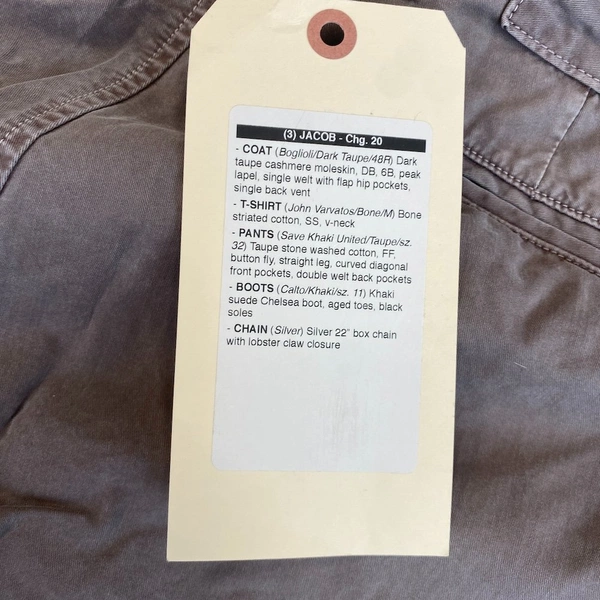 (3) JACOB - Chg. 20
- COAT (Boglioli/Dark Taupe/48R) Dark
taupe cashmere moleskin, DB, 6B, peak
lapel, single welt with flap hip pockets,
single back vent
- T-SHIRT (John Varvatos/Bone/M) Bone
striated cotton, SS, v-neck
- PANTS (Save Khaki United/Taupe/sz.
32) Taupe stone washed cotton, FF,
button fly, straight leg, curved diagonal
front pockets, double welt back pockets
- BOOTS (Calto/Khaki/sz. 11) Khaki
suede Chelsea boot, aged toes, black
soles
- CHAIN (Silver) Silver 22" box chain
with lobster claw closure